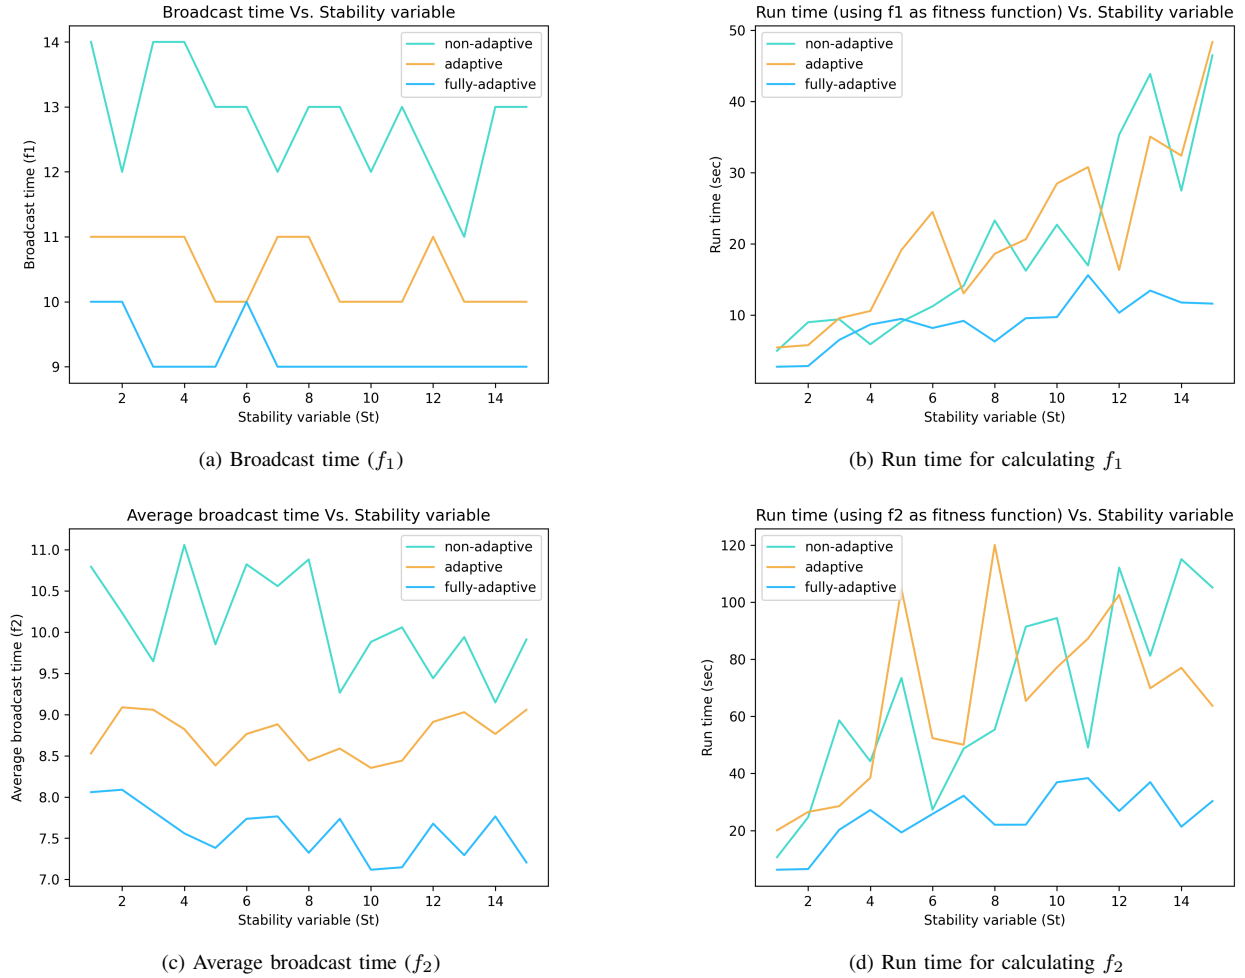 Broadcast time Vs. Stability variable
14
13
12
11
10
9
Broadcast time (f1)
non-adaptive
adaptive
fully-adaptive
2 4 6 8 10 12 14
Stability variable (St)
(a) Broadcast time (f₁)
Run time (using f1 as fitness function) Vs. Stability variable
50
40
30
20
10
Run time (sec)
non-adaptive
adaptive
fully-adaptive
2 4 6 8 10 12 14
Stability variable (St)
(b) Run time for calculating f₁
Average broadcast time Vs. Stability variable
11.0
10.5
10.0
9.5
9.0
8.5
8.0
7.5
7.0
Average broadcast time (f2)
non-adaptive
adaptive
fully-adaptive
2 4 6 8 10 12 14
Stability variable (St)
(c) Average broadcast time (f₂)
Run time (using f2 as fitness function) Vs. Stability variable
120
100
80
60
40
20
Run time (sec)
non-adaptive
adaptive
fully-adaptive
2 4 6 8 10 12 14
Stability variable (St)
(d) Run time for calculating f₂